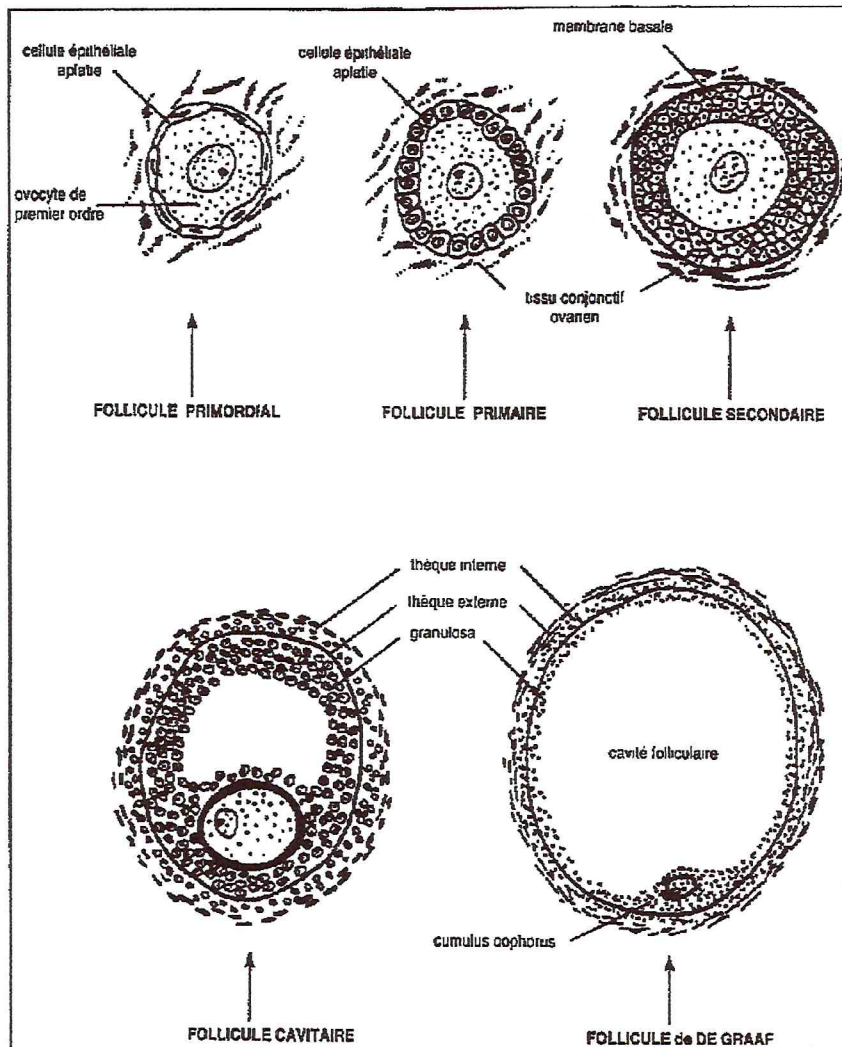 cellule épithéliale
aplatie
cellule épithéliale
aplatie
membrane basale
ovocyte de
premier ordre
tissu conjonctif
ovarien
FOLLICULE PRIMORDIAL
FOLLICULE PRIMAIRE
FOLLICULE SECONDAIRE
thèque interne
thèque externe
granulosa
cavité folliculaire
cumulus oophorus
FOLLICULE CAVITAIRE
FOLLICULE de DE GRAAF